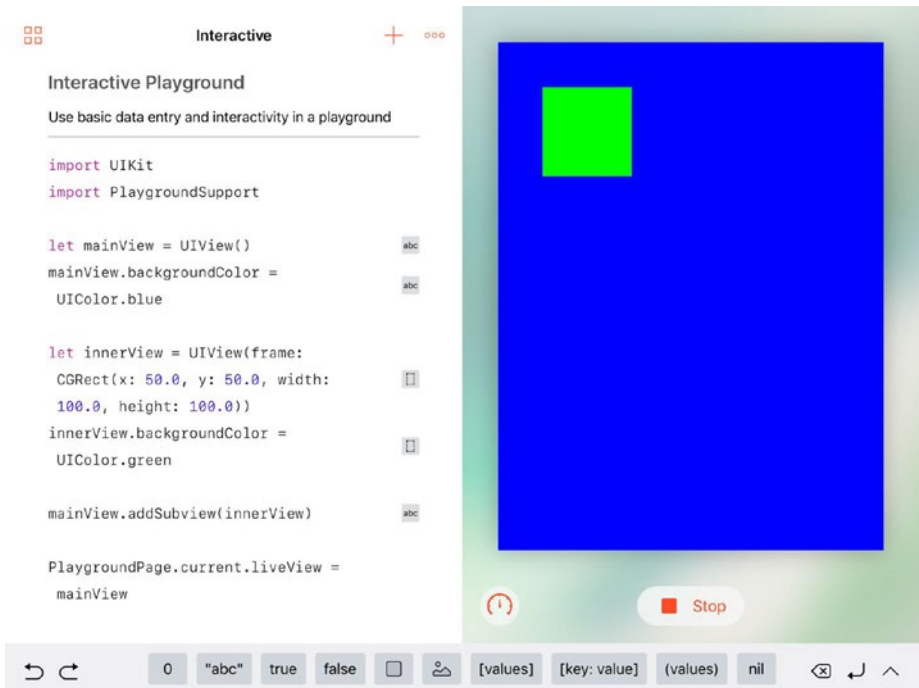 Interactive
Interactive Playground
Use basic data entry and interactivity in a playground
import UIKit
import PlaygroundSupport
let mainView = UIView()
abc
mainView.backgroundColor =
UIColor.blue
abc
let innerView = UIView(frame:
CGRect(x: 50.0, y: 50.0, width:
100.0, height: 100.0))
innerView.backgroundColor =
UIColor.green
mainView.addSubview(innerView)
abc
PlaygroundPage.current.liveView =
mainView
Stop
0 "abc" true false [values] [key: value] (values) nil